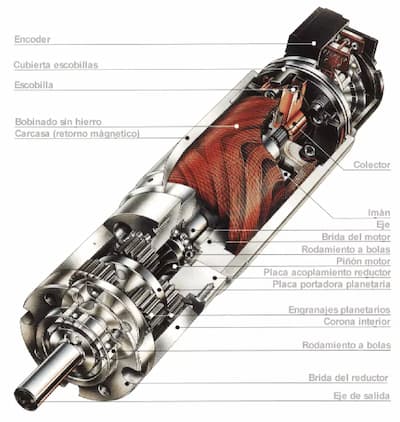 Encoder
Cubierta escobillas
Escobilla
Bobinado sin hierro
Carcasa (retorno mágnetico)
Colector
Imán
Eje
Brida del motor
Rodamiento a bolas
Piñón motor
Placa acoplamiento reductor
Placa portadora planetaria
Engranajes planetarios
Corona interior
Rodamiento a bolas
Brida del reductor
Eje de salida